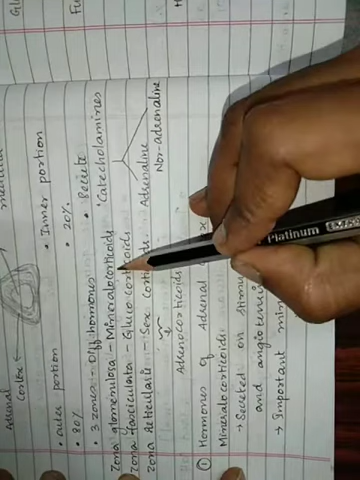 Adrenal
Cortex
• outer portion
• Inner portion
• 80%
• 20%
• 3 zones - Diff hormones
• Secrete
Zona glomerulosa - Mineralocorticoids
Catecholamines
Zona fasciculata - Gluco corticoids
Zona Reticularis - Sex
Adrenaline
Nor-adrenaline
Adrenocorticoids
① Hormones of Adrenal
Mineralocorticoids
→ Secreted on
and
→ Important
Platinum